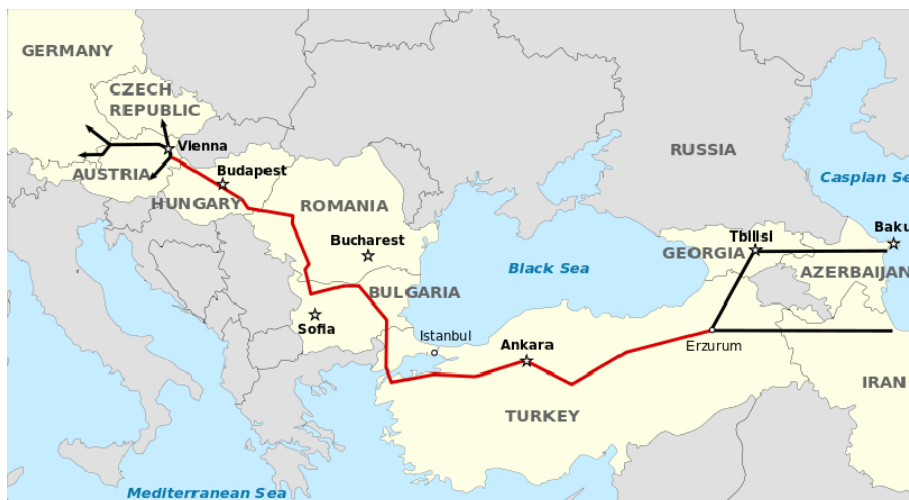 GERMANY
CZECH
REPUBLIC
Vienna
RUSSIA
AUSTRIA
Budapest
Caspian Se
HUNGARY
ROMANIA
Bucharest
Tbilisi
Baku
GEORGIA
Black Sea
AZERBAIJAN
BULGARIA
Sofia
Istanbul
Ankara
Erzurum
IRAN
TURKEY
Mediterranean Sea